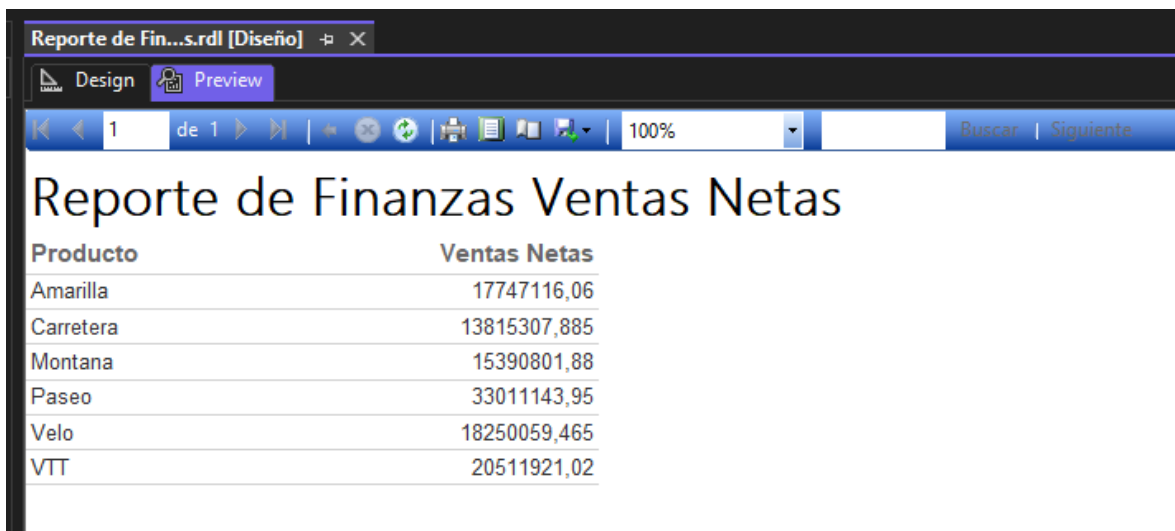 Reporte de Fin...s.rdl [Diseño]
Design Preview
1 de 1 100% Buscar | Siguiente
Reporte de Finanzas Ventas Netas
Producto Ventas Netas
Amarilla 17747116,06
Carretera 13815307,885
Montana 15390801,88
Paseo 33011143,95
Velo 18250059,465
VTT 20511921,02